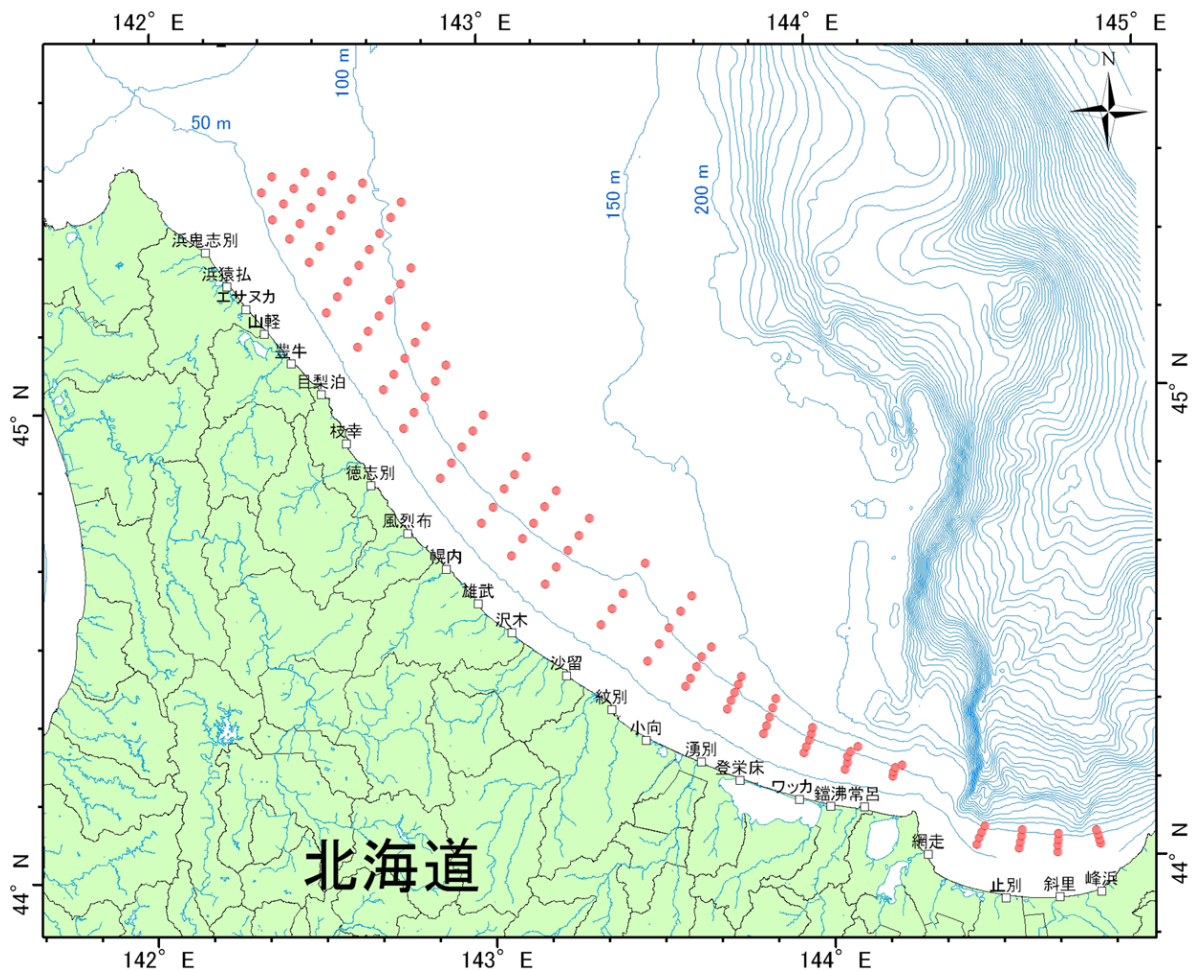 142° E
143° E
144° E
145° E
N
100 m
50 m
150 m
200 m
浜鬼志別
浜猿払
エサヌカ
山軽
豊牛
目梨泊
45° N
45° N
枝幸
徳志別
風烈布
幌内
雄武
沢木
沙留
紋別
小向
湧別
登栄床
ワッカ
鐺沸
常呂
網走
北海道
止別
斜里
峰浜
44° N
44° N
142° E
143° E
144° E